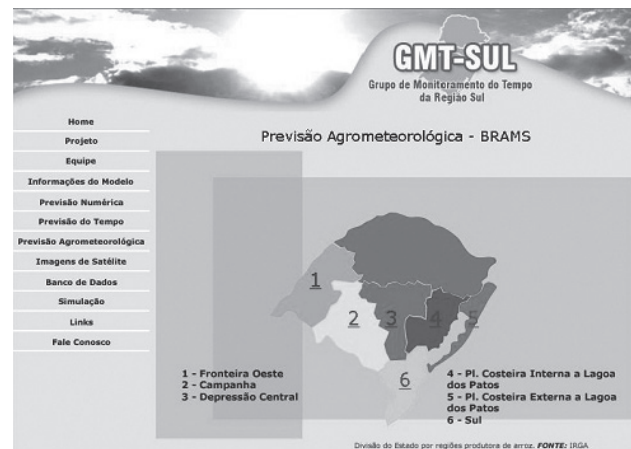 GMT-SUL
Grupo de Monitoramento do Tempo
da Região Sul
Home
Projeto
Equipe
Informações do Modelo
Previsão Numérica
Previsão do Tempo
Previsão Agrometeorológica
Imagens de Satélite
Banco de Dados
Simulação
Links
Fale Conosco
Previsão Agrometeorológica - BRAMS
1
2
3
4
5
6
1 - Fronteira Oeste
2 - Campanha
3 - Depressão Central
4 - Pl. Costeira Interna a Lagoa
dos Patos
5 - Pl. Costeira Externa a Lagoa
dos Patos
6 - Sul
Divisão do Estado por regiões produtora de arroz. FONTE: IRGA